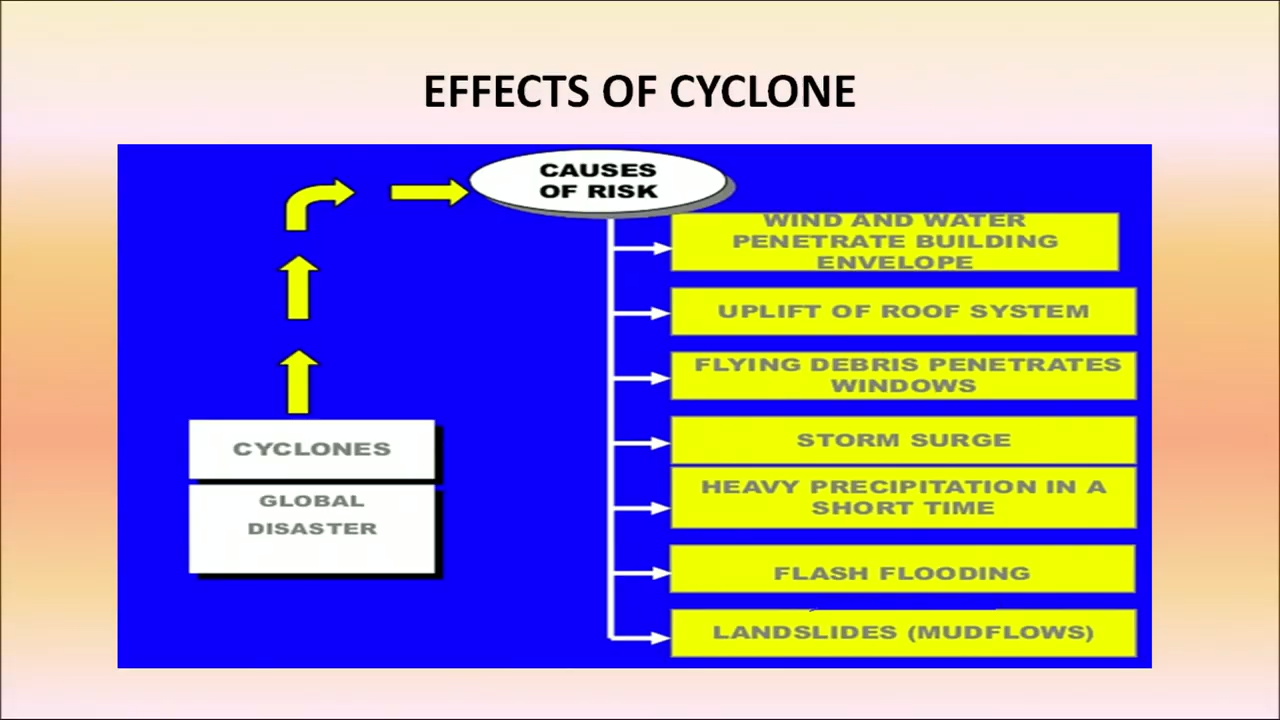 EFFECTS OF CYCLONE
CAUSES
OF RISK
WIND AND WATER
PENETRATE BUILDING
ENVELOPE
UPLIFT OF ROOF SYSTEM
FLYING DEBRIS PENETRATES
WINDOWS
STORM SURGE
HEAVY PRECIPITATION IN A
SHORT TIME
FLASH FLOODING
LANDSLIDES (MUDFLOWS)
CYCLONES
GLOBAL
DISASTER